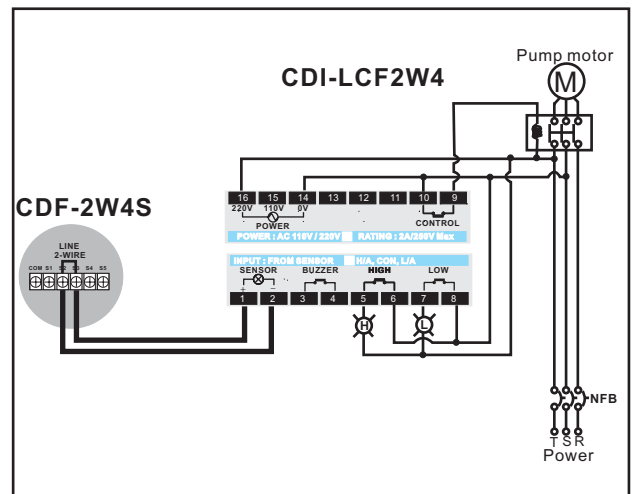 Pump motor
CDI-LCF2W4
M
16 15 14 13 12 11 10 9
220V 110V 0V
POWER
CONTROL
POWER : AC 110V / 220V RATING : 2A/250V Max
CDF-2W4S
LINE
2-WIRE
COM S1 S2 S3 S4 S5
INPUT : FROM SENSOR H/A, CON, L/A
SENSOR BUZZER HIGH LOW
+ −
1 2 3 4 5 6 7 8
H L
NFB
T S R
Power